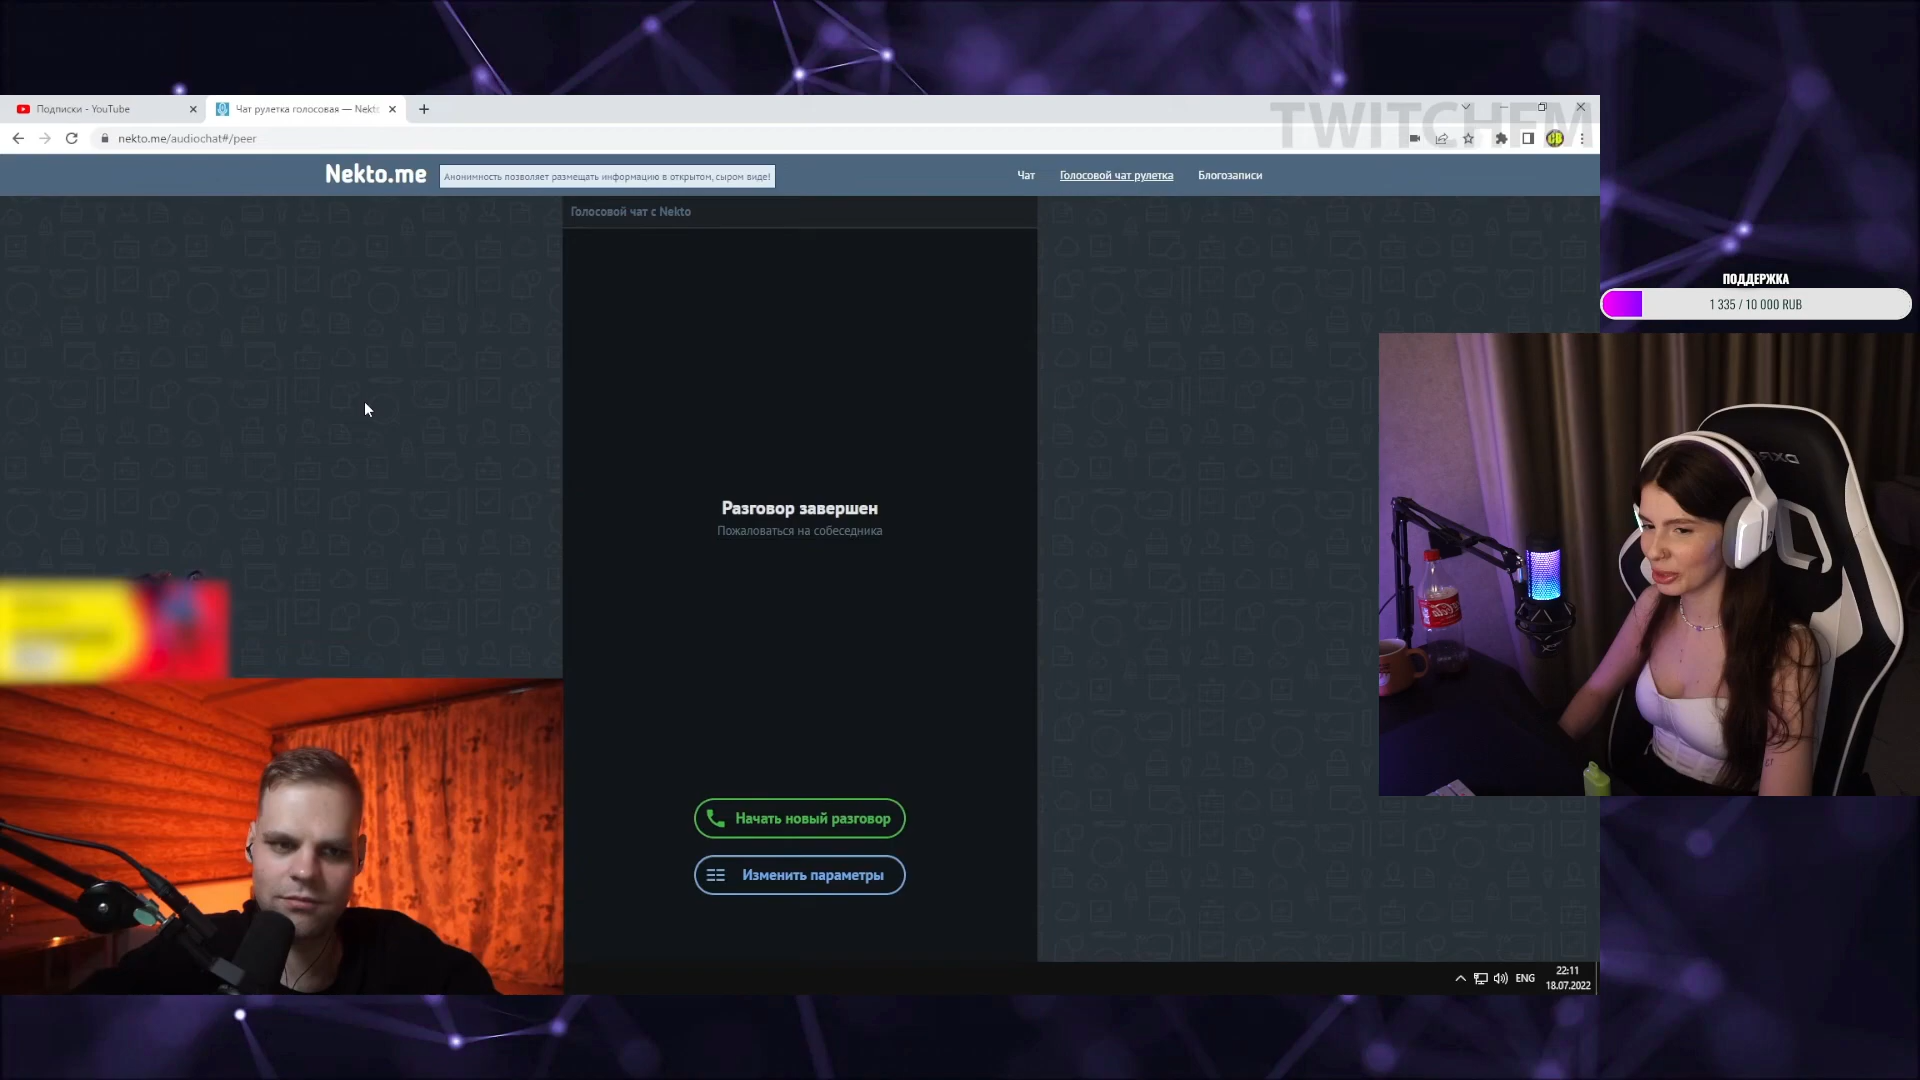 Подписки - YouTube
Чат рулетка голосовая — Nekto
TWITCHFM
nekto.me/audiochat#/peer
Nekto.me
Анонимность позволяет размещать информацию в открытом, сыром виде!
Чат
Голосовой чат рулетка
Блогозаписи
Голосовой чат с Nekto
ПОДДЕРЖКА
1 335 / 10 000 RUB
Разговор завершен
Пожаловаться на собеседника
Начать новый разговор
Изменить параметры
ENG
22:11
18.07.2022